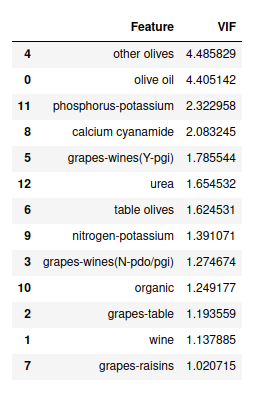 Feature VIF
4 other olives 4.485829
0 olive oil 4.405142
11 phosphorus-potassium 2.322958
8 calcium cyanamide 2.083245
5 grapes-wines(Y-pgi) 1.785544
12 urea 1.654532
6 table olives 1.624531
9 nitrogen-potassium 1.391071
3 grapes-wines(N-pdo/pgi) 1.274674
10 organic 1.249177
2 grapes-table 1.193559
1 wine 1.137885
7 grapes-raisins 1.020715